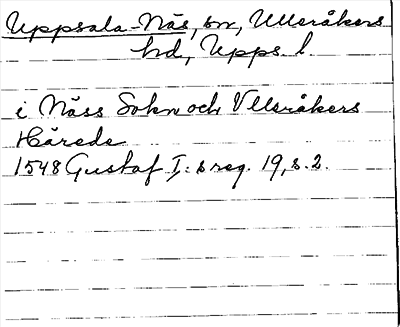 Uppsala-Näs, sn, Ulleråkers
hd, Upps. l
i Näss Sokn och Vlleråkers
Härede
1548 Gustaf I:s reg. 19, s. 2.